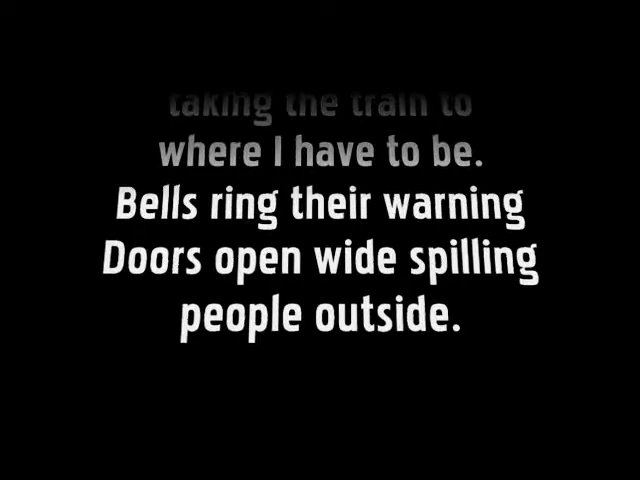 taking the train to
where I have to be.
Bells ring their warning
Doors open wide spilling
people outside.